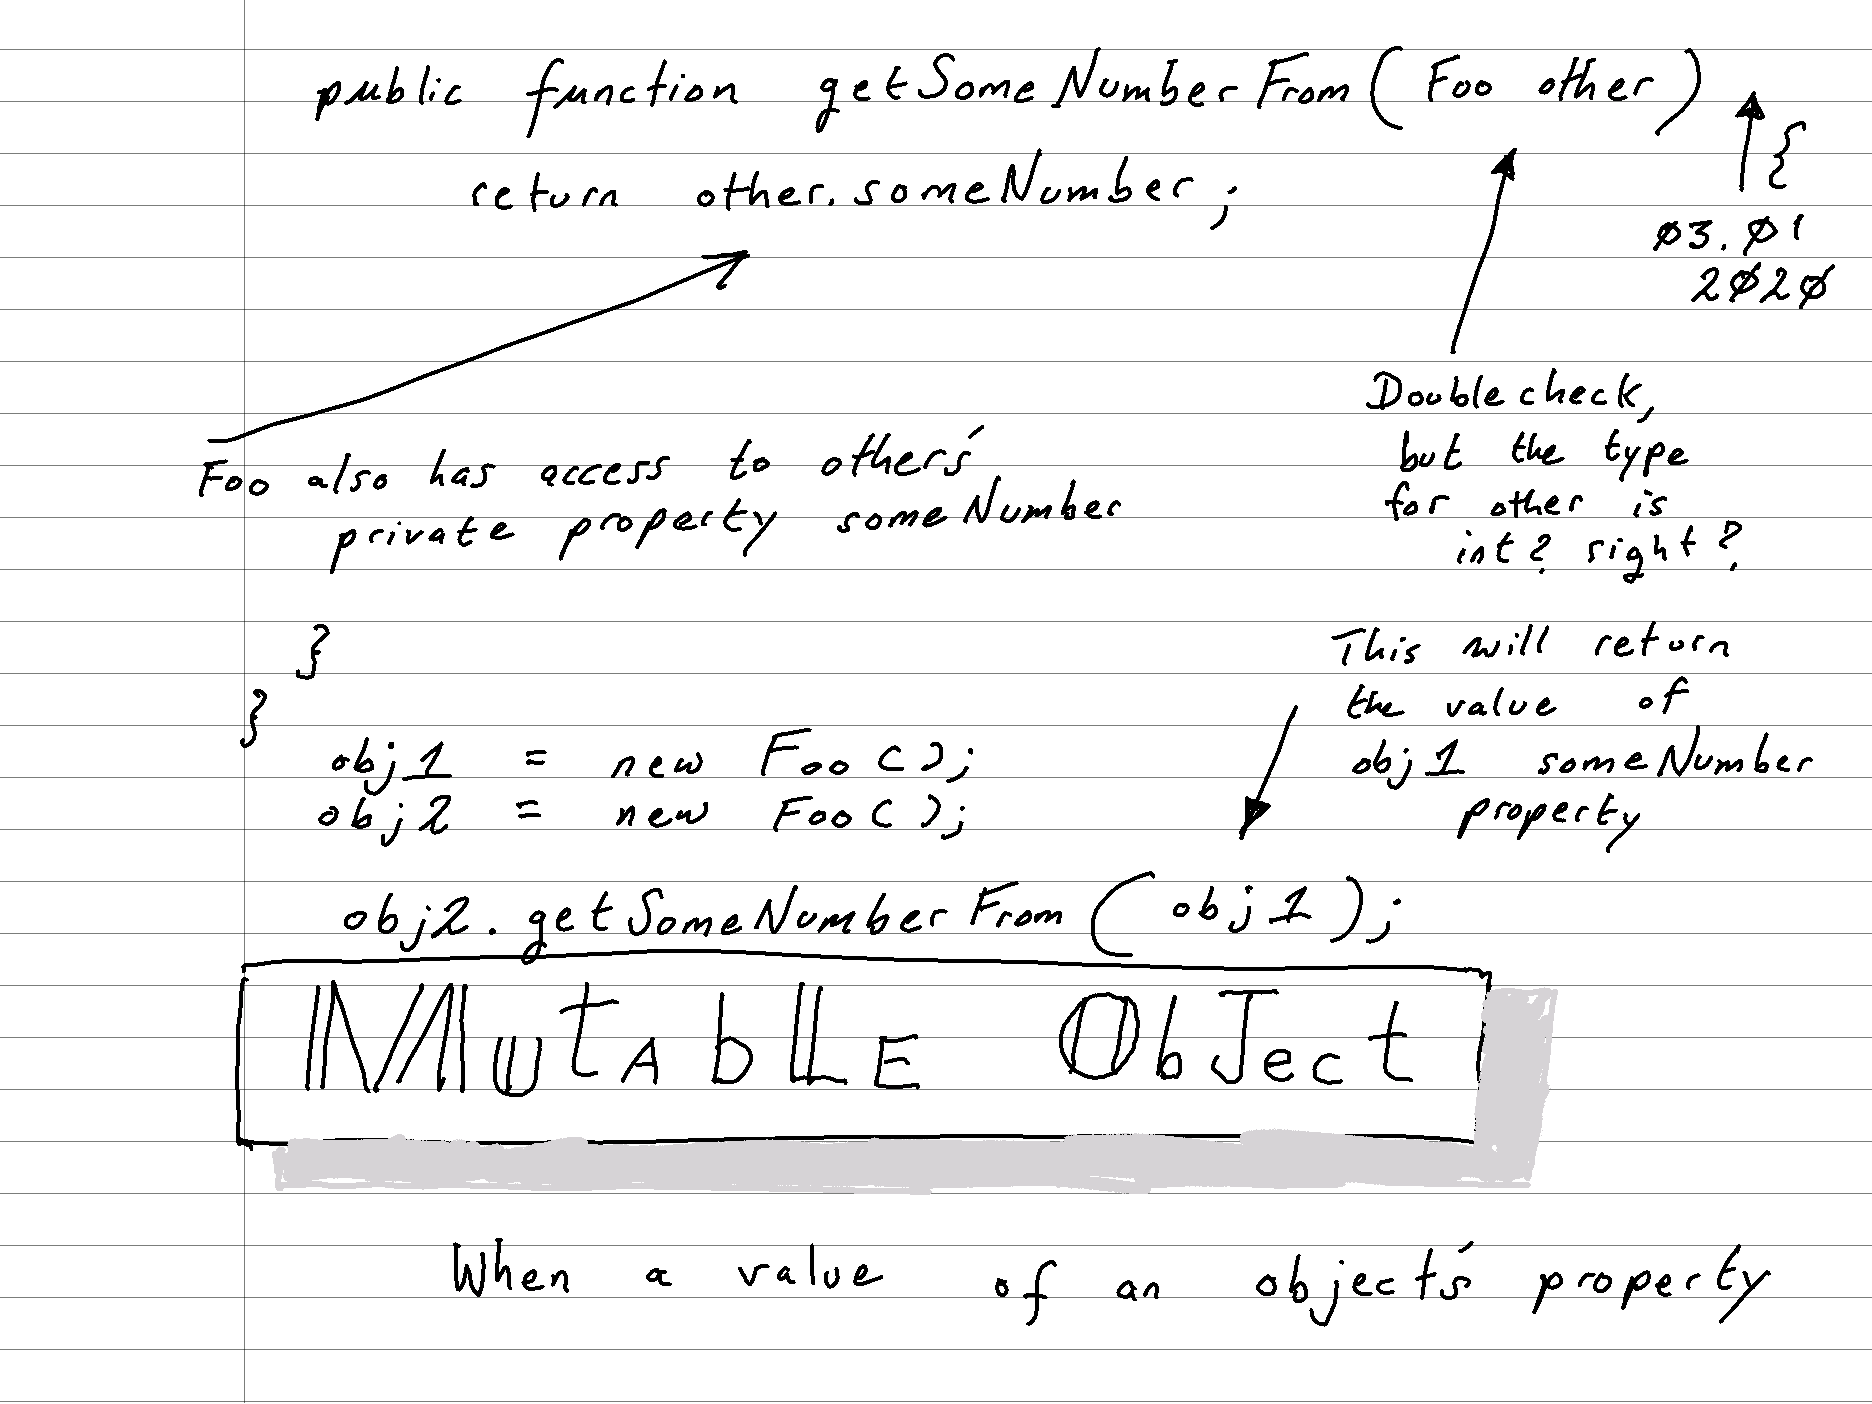 public function getSomeNumberFrom(Foo other)
{
return other.someNumber;
03.01
2020
Double check,
but the type
for other is
int? right?
Foo also has access to other's
private property someNumber
}
}
This will return
the value of
obj1 someNumber
property
obj1 = new Foo();
obj2 = new Foo();
obj2.getSomeNumberFrom(obj1);
MutAbLE ObJect
When a value of an object's property